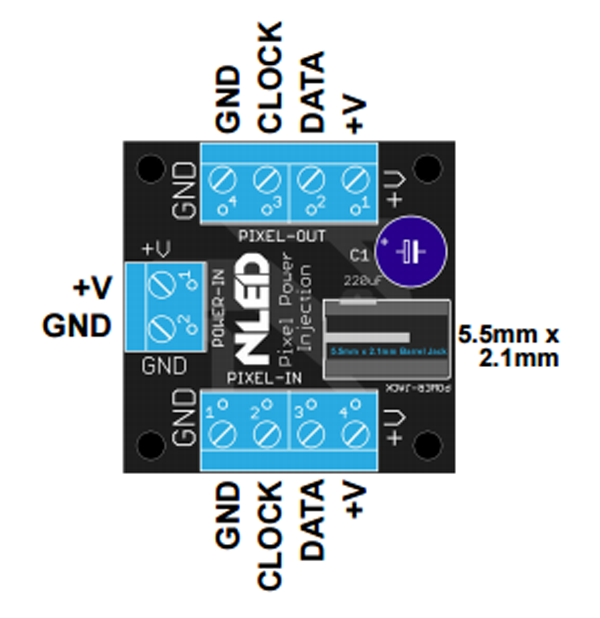 GND
CLOCK
DATA
+V
GND
+V
4
3
2
1
PIXEL-OUT
+V
C1
+
220uF
+V
GND
1
2
POWER-IN
GND
NLED
Pixel Power
Injection
5.5mm x 2.1mm Barrel Jack
POWER-JACK
5.5mm x
2.1mm
PIXEL-IN
GND
+V
1
2
3
4
GND
CLOCK
DATA
+V